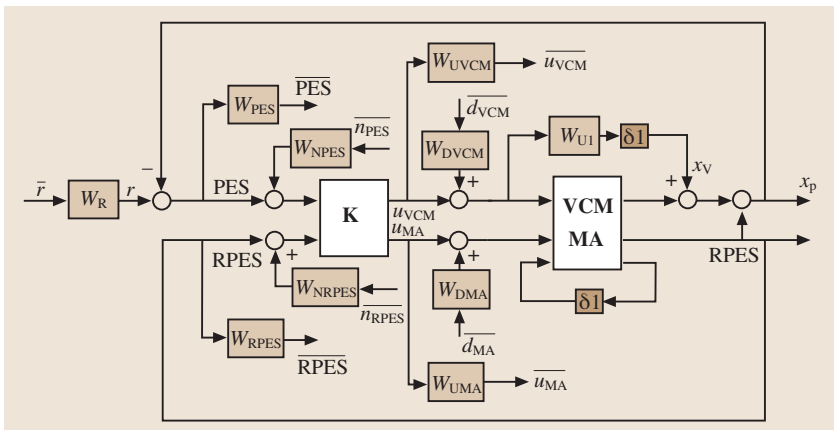 W_UVCM
u_VCM
W_PES
PES
d_VCM
n_PES
W_NPES
W_DVCM
W_U1
δ1
−
+
+
x_V
r
W_R
r
PES
K
u_VCM
u_MA
VCM
MA
x_p
RPES
+
+
RPES
W_NRPES
n_RPES
W_DMA
δ1
W_RPES
RPES
d_MA
W_UMA
u_MA